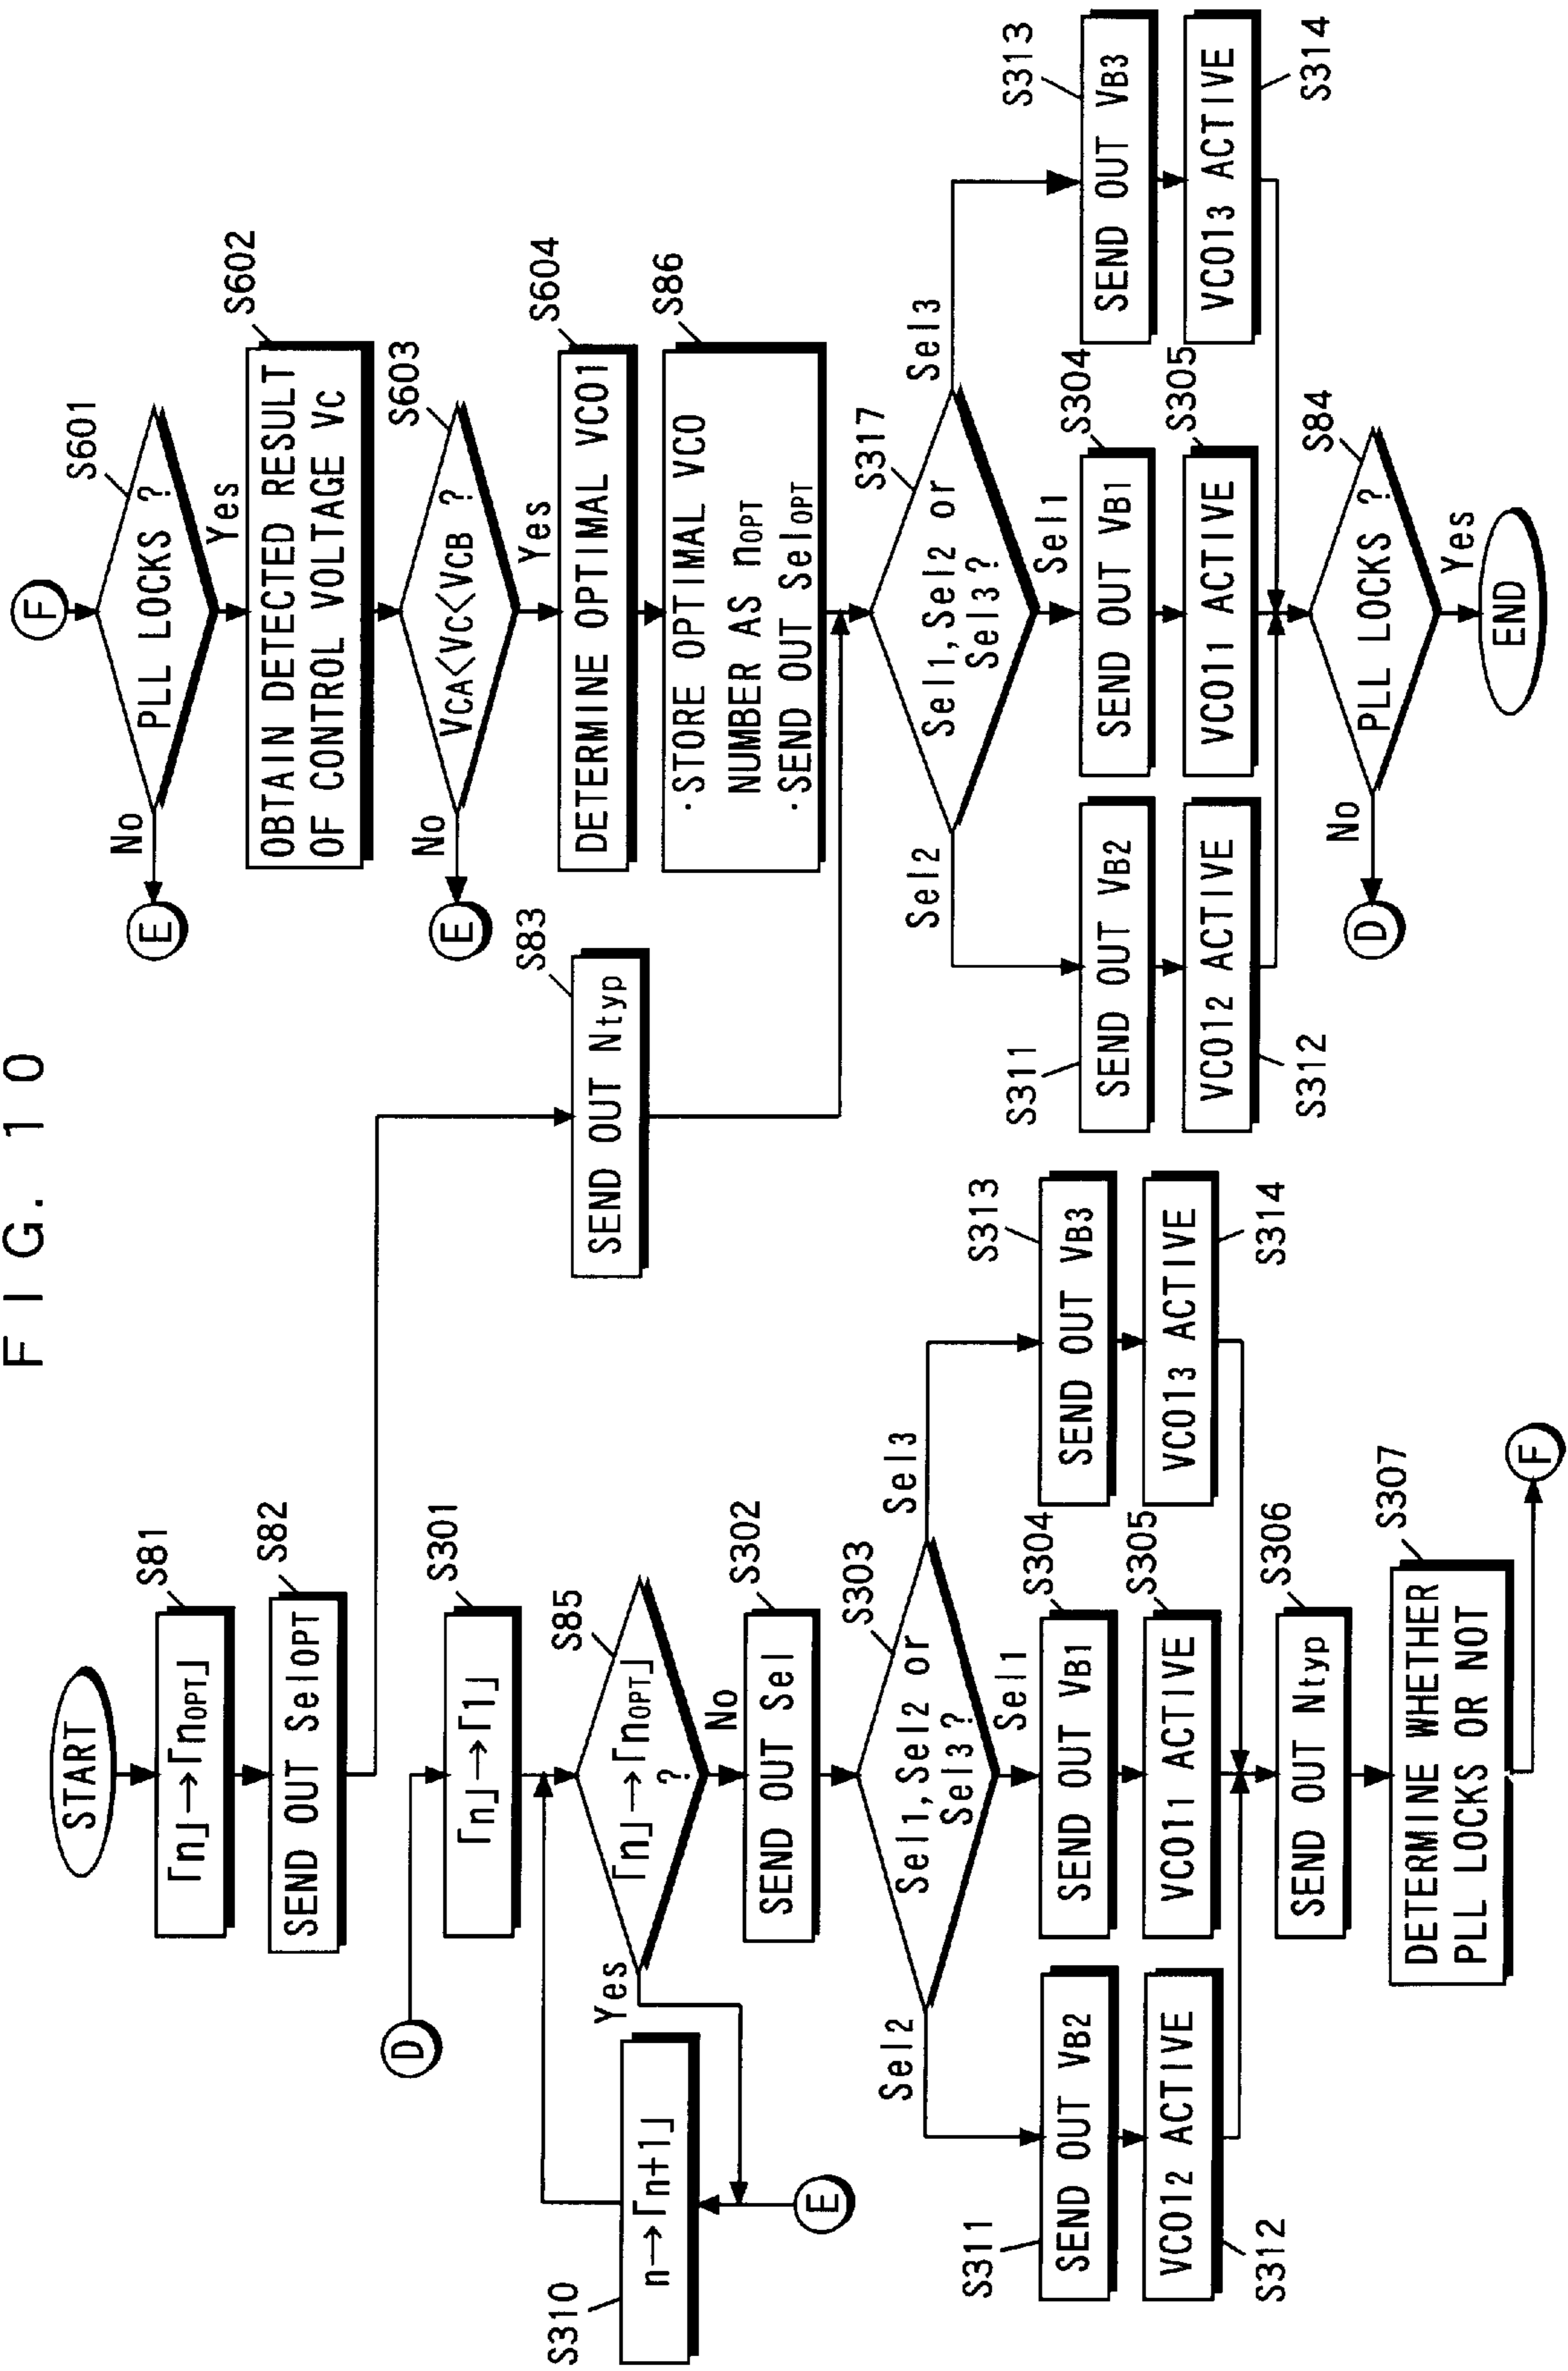 FIG. 10
START
S81
「n」→「nOPT」
S82
SEND OUT SelOPT
D
S301
「n」→「1」
S85
「n」→「nOPT」
?
Yes
No
S310
n→「n+1」
E
S302
SEND OUT Sel
S303
Sel1,Sel2 or
Sel3?
Sel2
Sel1
Sel3
S311
SEND OUT VB2
S304
SEND OUT VB1
S313
SEND OUT VB3
S312
VCO12 ACTIVE
S305
VCO11 ACTIVE
S314
VCO13 ACTIVE
S306
SEND OUT Ntyp
S307
DETERMINE WHETHER
PLL LOCKS OR NOT
F
S83
SEND OUT Ntyp
F
S601
PLL LOCKS ?
No
E
Yes
S602
OBTAIN DETECTED RESULT
OF CONTROL VOLTAGE VC
S603
VCA<VC<VCB ?
No
E
Yes
S604
DETERMINE OPTIMAL VCO1
S86
·STORE OPTIMAL VCO
NUMBER AS nOPT
·SEND OUT SelOPT
S317
Sel1,Sel2 or
Sel3?
Sel2
Sel1
Sel3
S311
SEND OUT VB2
S304
SEND OUT VB1
S313
SEND OUT VB3
S312
VCO12 ACTIVE
S305
VCO11 ACTIVE
S314
VCO13 ACTIVE
S84
PLL LOCKS ?
No
D
Yes
END